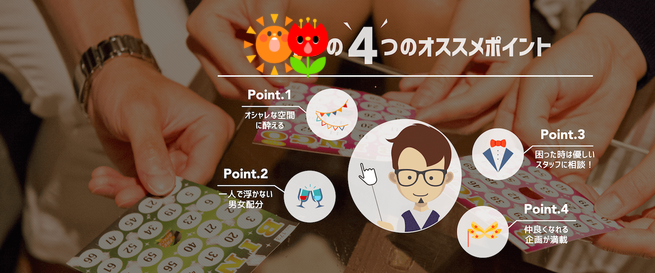 の4つのオススメポイント
Point.1
オシャレな空間
に酔える
Point.2
一人で浮かない
男女配分
Point.3
困った時は優しい
スタッフに相談！
Point.4
仲良くなれる
企画が満載